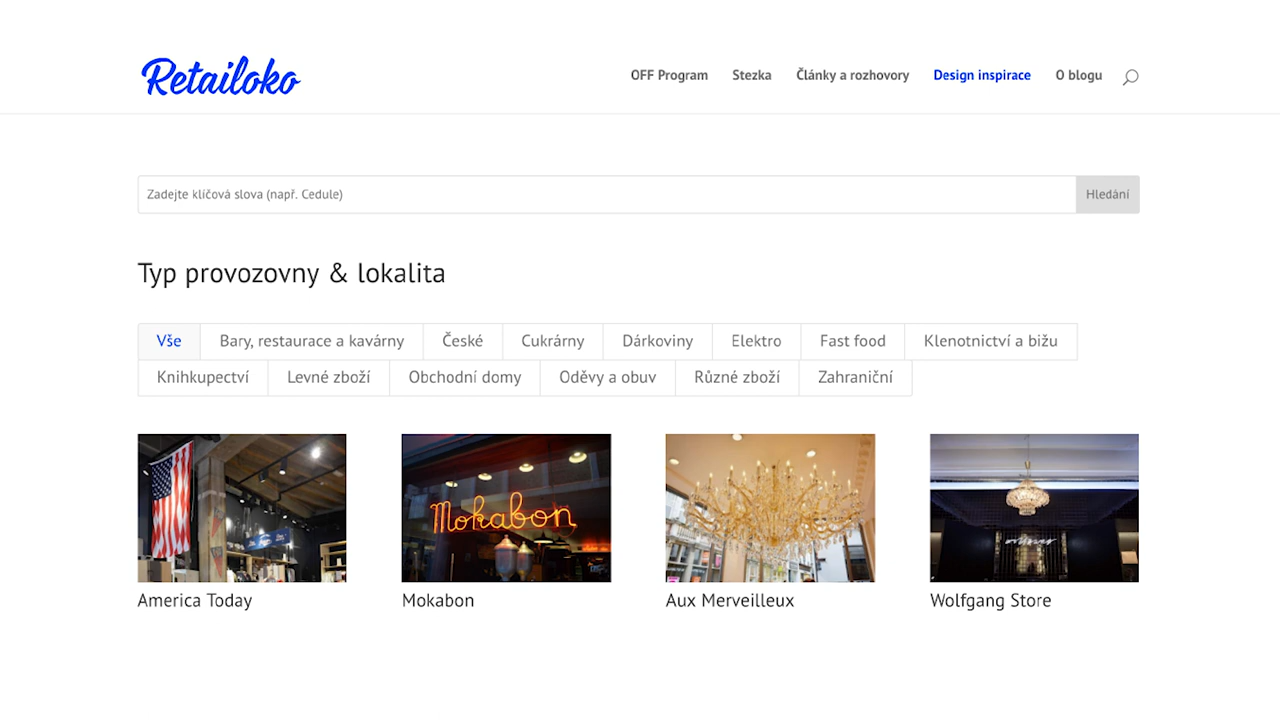 Retailoko
OFF Program Stezka Články a rozhovory Design inspirace O blogu
Zadejte klíčová slova (např. Cedule) Hledání
Typ provozovny & lokalita
Vše Bary, restaurace a kavárny České Cukrárny Dárkoviny Elektro Fast food Klenotnictví a bižu
Knihkupectví Levné zboží Obchodní domy Oděvy a obuv Různé zboží Zahraniční
Mokabon
America Today Mokabon Aux Merveilleux Wolfgang Store